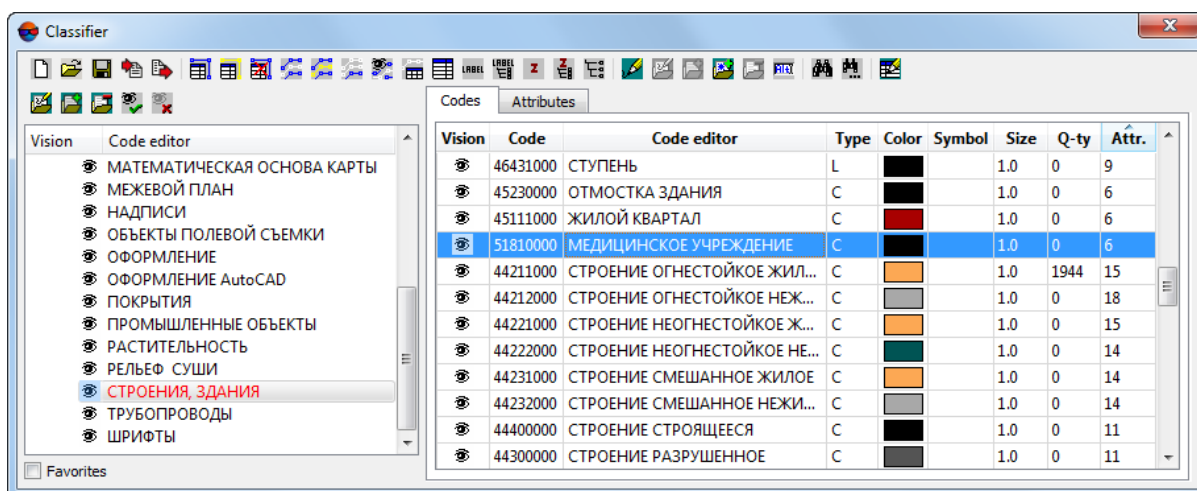 Classifier
LABEL LABEL Z Z
Codes Attributes
Vision Code editor
МАТЕМАТИЧЕСКАЯ ОСНОВА КАРТЫ
МЕЖЕВОЙ ПЛАН
НАДПИСИ
ОБЪЕКТЫ ПОЛЕВОЙ СЪЕМКИ
ОФОРМЛЕНИЕ
ОФОРМЛЕНИЕ AutoCAD
ПОКРЫТИЯ
ПРОМЫШЛЕННЫЕ ОБЪЕКТЫ
РАСТИТЕЛЬНОСТЬ
РЕЛЬЕФ СУШИ
СТРОЕНИЯ, ЗДАНИЯ
ТРУБОПРОВОДЫ
ШРИФТЫ
Favorites
Vision Code Code editor Type Color Symbol Size Q-ty Attr.
46431000 СТУПЕНЬ L 1.0 0 9
45230000 ОТМОСТКА ЗДАНИЯ C 1.0 0 6
45111000 ЖИЛОЙ КВАРТАЛ C 1.0 0 6
51810000 МЕДИЦИНСКОЕ УЧРЕЖДЕНИЕ C 1.0 0 6
44211000 СТРОЕНИЕ ОГНЕСТОЙКОЕ ЖИЛ... C 1.0 1944 15
44212000 СТРОЕНИЕ ОГНЕСТОЙКОЕ НЕЖ... C 1.0 0 18
44221000 СТРОЕНИЕ НЕОГНЕСТОЙКОЕ Ж... C 1.0 0 15
44222000 СТРОЕНИЕ НЕОГНЕСТОЙКОЕ НЕ... C 1.0 0 14
44231000 СТРОЕНИЕ СМЕШАННОЕ ЖИЛОЕ C 1.0 0 14
44232000 СТРОЕНИЕ СМЕШАННОЕ НЕЖИ... C 1.0 0 14
44400000 СТРОЕНИЕ СТРОЯЩЕЕСЯ C 1.0 0 11
44300000 СТРОЕНИЕ РАЗРУШЕННОЕ C 1.0 0 11